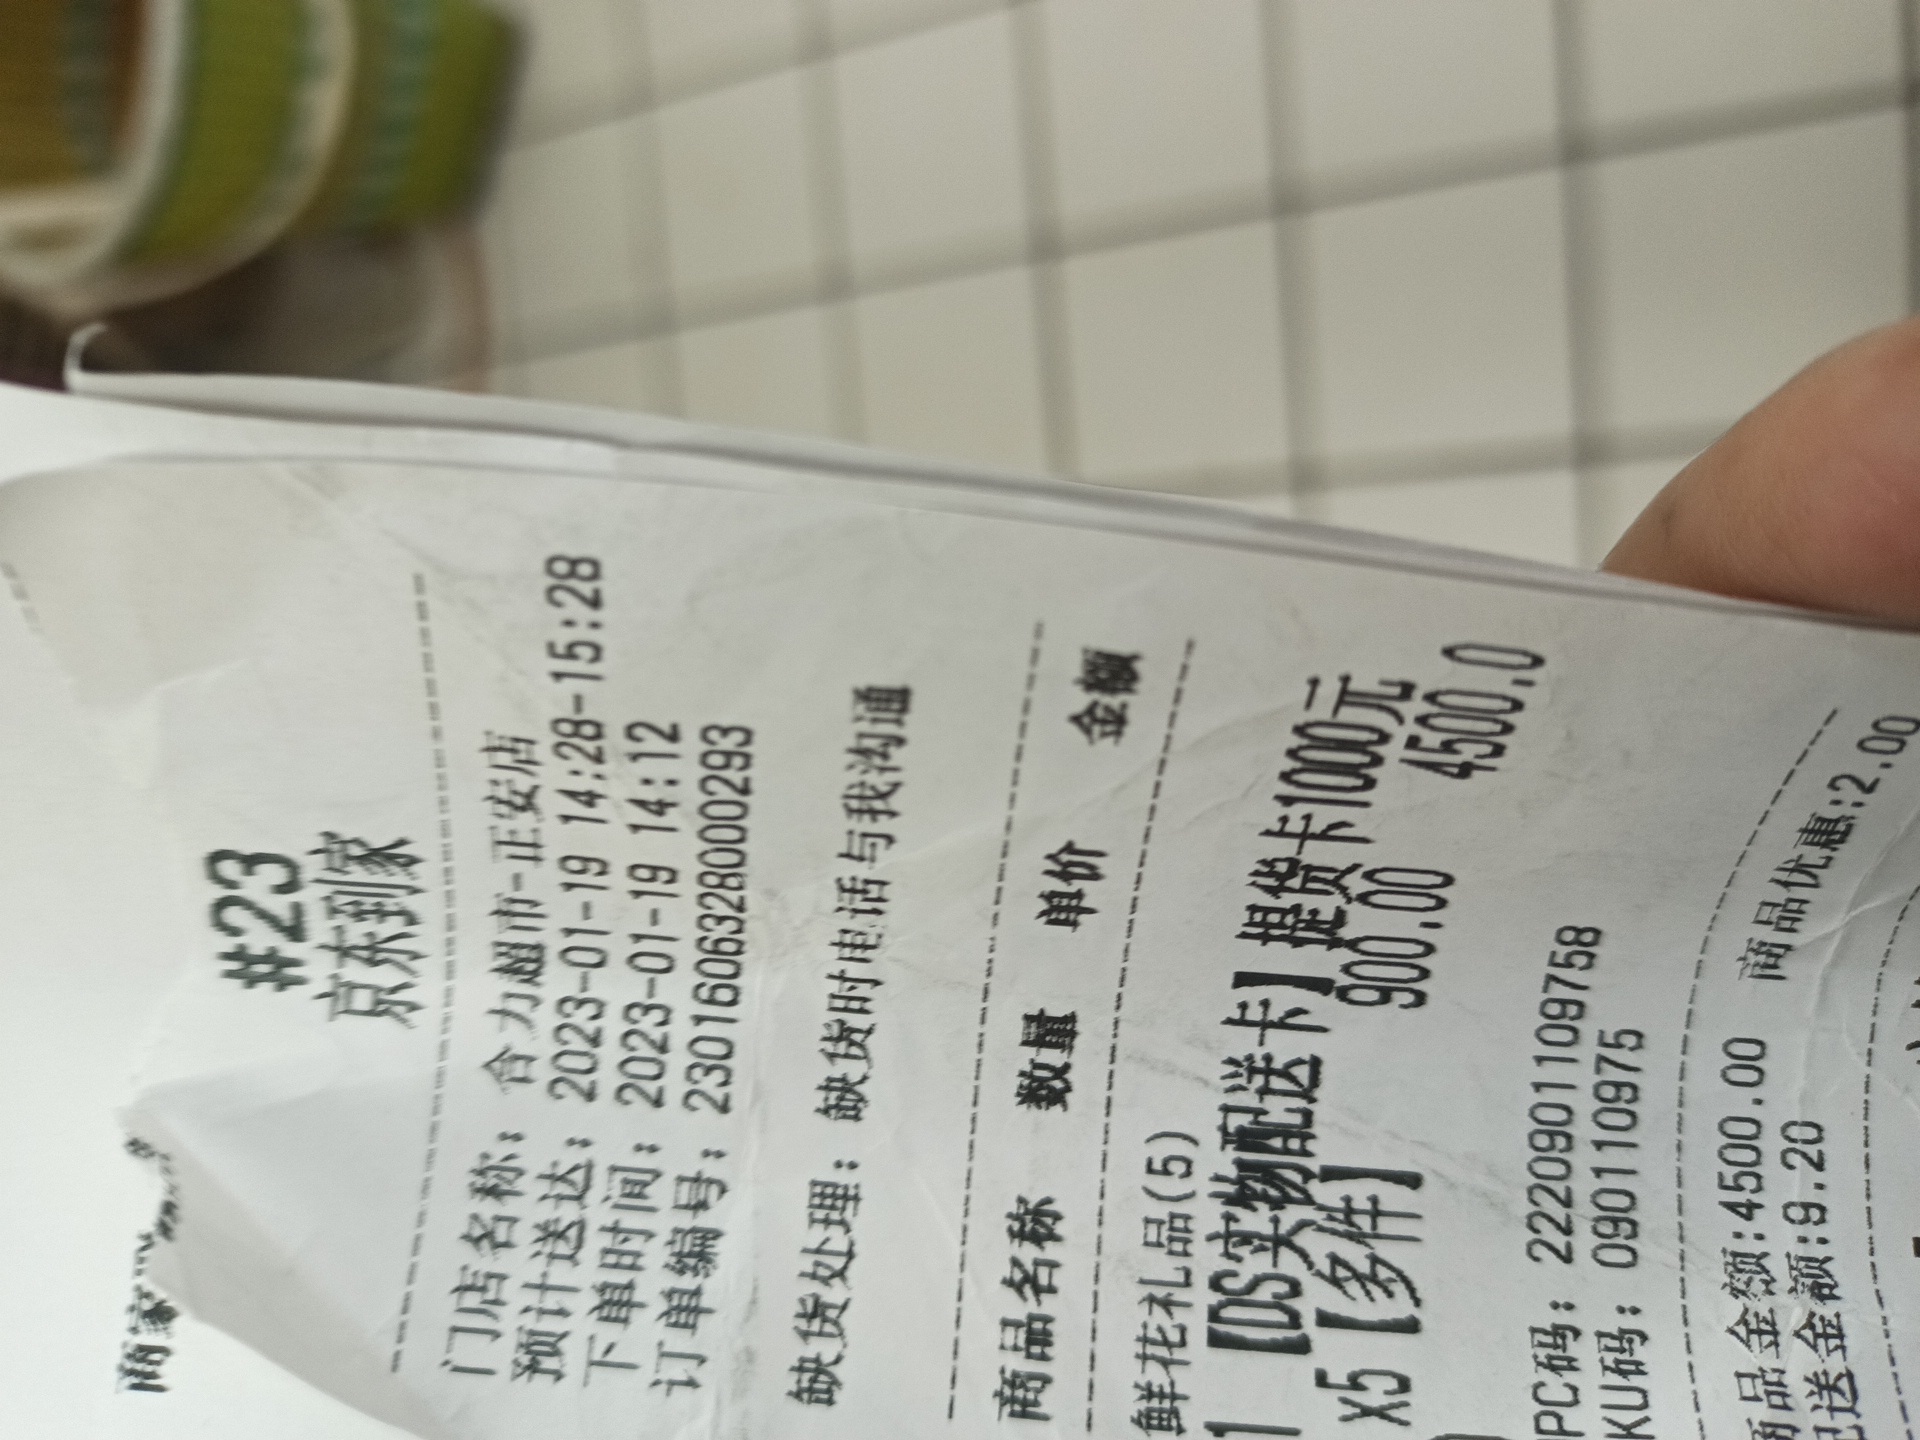 商家
#23
京东到家
门店名称：合力超市-正安店
预计送达：2023-01-19 14:28-15:28
下单时间：2023-01-19 14:12
订单编号：2301606328000293
缺货处理：缺货时电话与我沟通
商品名称 数量 单价 金额
鲜花礼品(5)
1【DS实物配送卡】提货卡1000元
x5【多件】 900.00 4500.0
PC码：2220901109758
KU码：090110975
商品金额:4500.00 商品优惠:2.00
配送金额:9.20